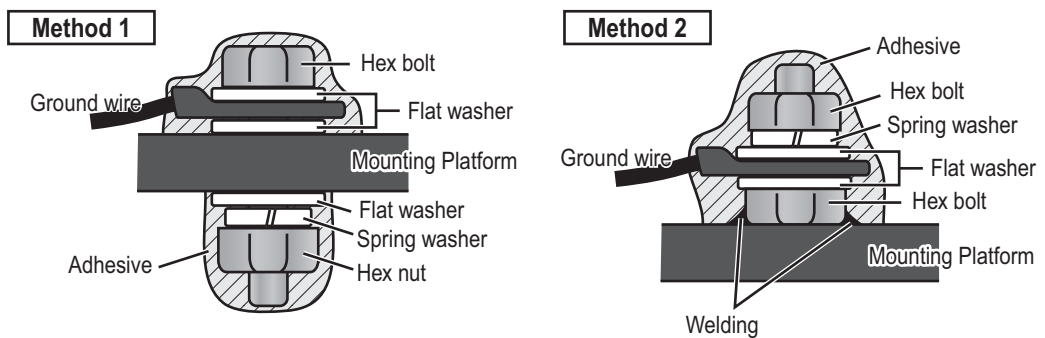 Method 1
Hex bolt
Ground wire
Flat washer
Mounting Platform
Flat washer
Spring washer
Adhesive
Hex nut
Method 2
Adhesive
Hex bolt
Spring washer
Ground wire
Flat washer
Hex bolt
Mounting Platform
Welding